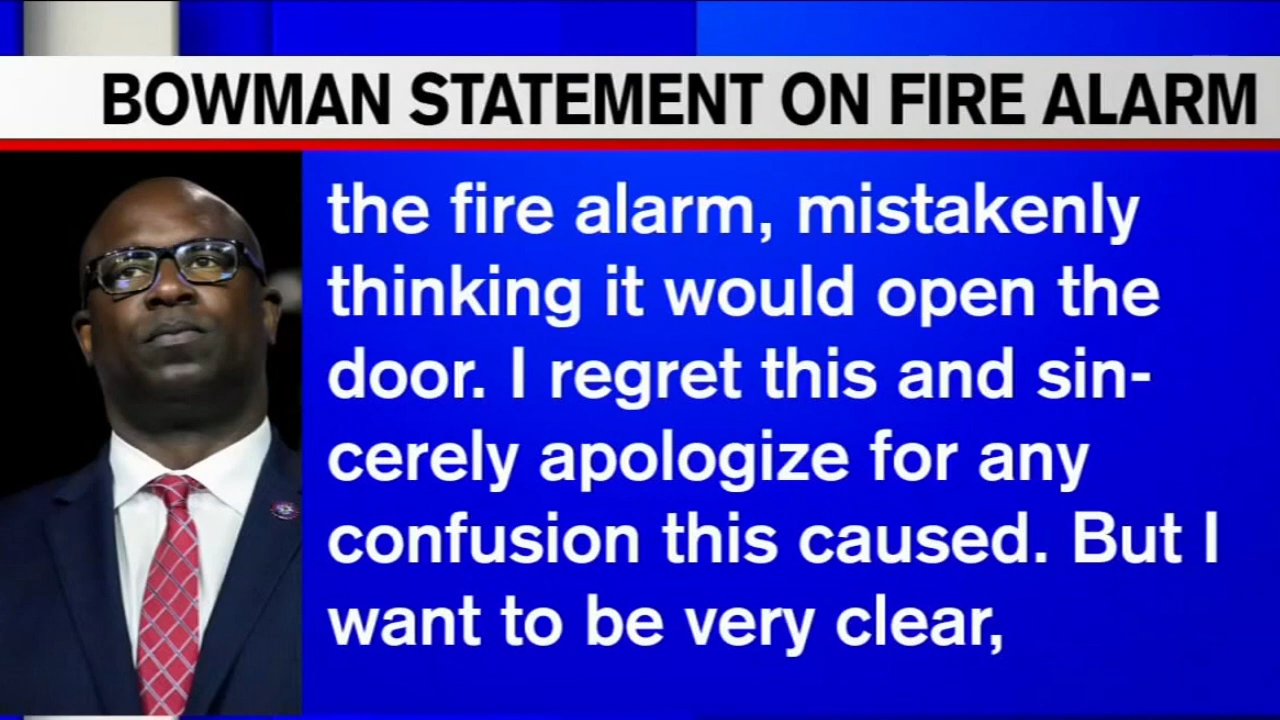 BOWMAN STATEMENT ON FIRE ALARM
the fire alarm, mistakenly
thinking it would open the
door. I regret this and sin-
cerely apologize for any
confusion this caused. But I
want to be very clear,